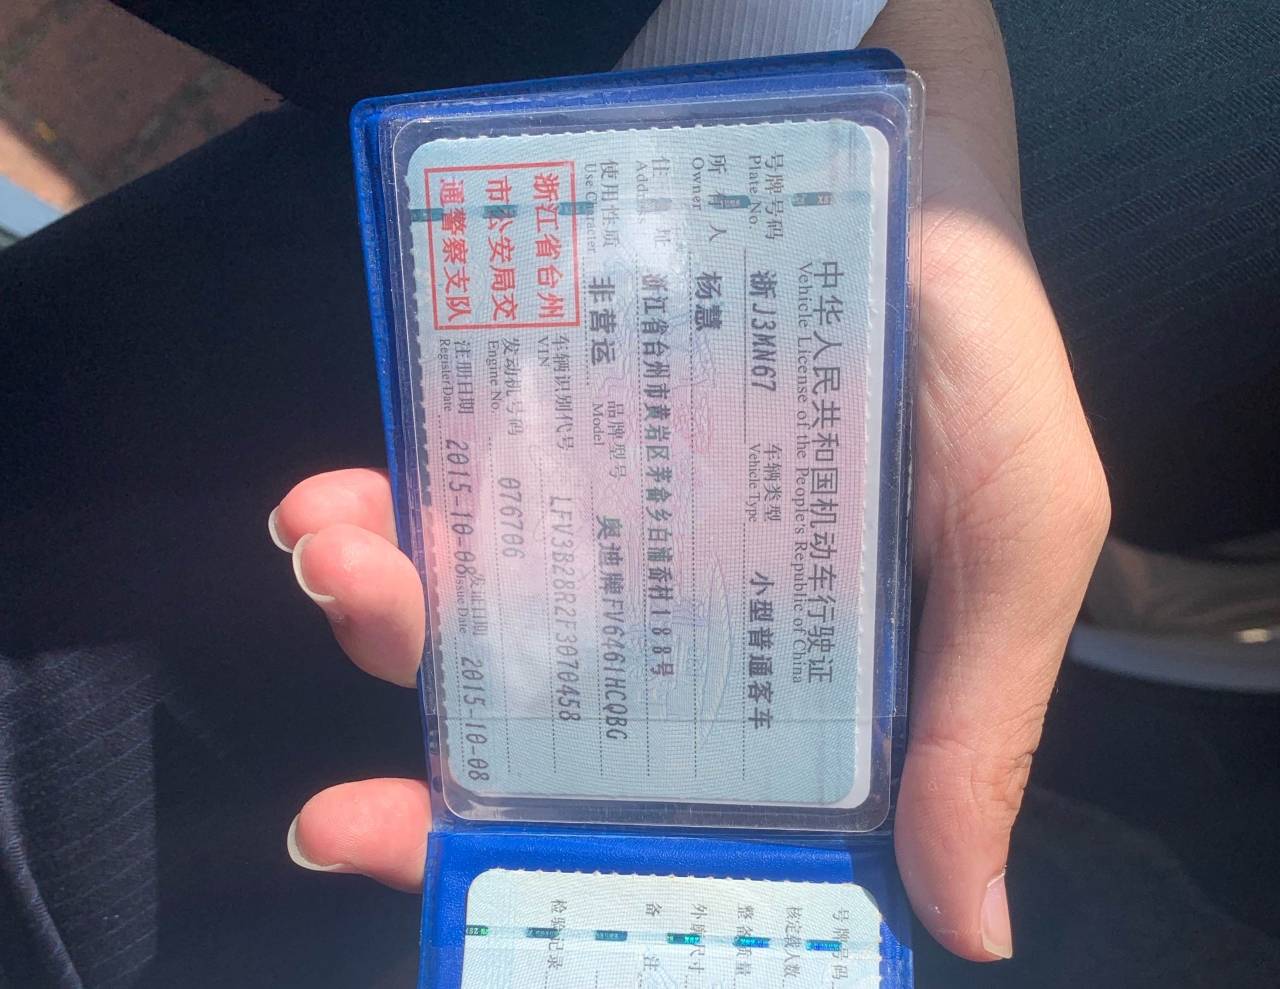 中华人民共和国机动车行驶证
Vehicle License of the People's Republic of China
号牌号码 浙J3MN67 车辆类型 小型普通客车
Plate No. Vehicle Type
所有人 杨慧
Owner
住址 浙江省台州市黄岩区茅畲乡白浦香村188号
Address
使用性质 非营运 品牌型号 奥迪牌FV6461HCQBG
Use Character Model
浙江省台州
市公安局交
通警察支队
车辆识别代号 LFV3B28R2F3070458
VIN
发动机号码 076706
Engine No.
注册日期 2015-10-08 发证日期 2015-10-08
Register Date Issue Date
号牌号码
核定载人数
整备质量
外廓尺寸
备注
检验记录